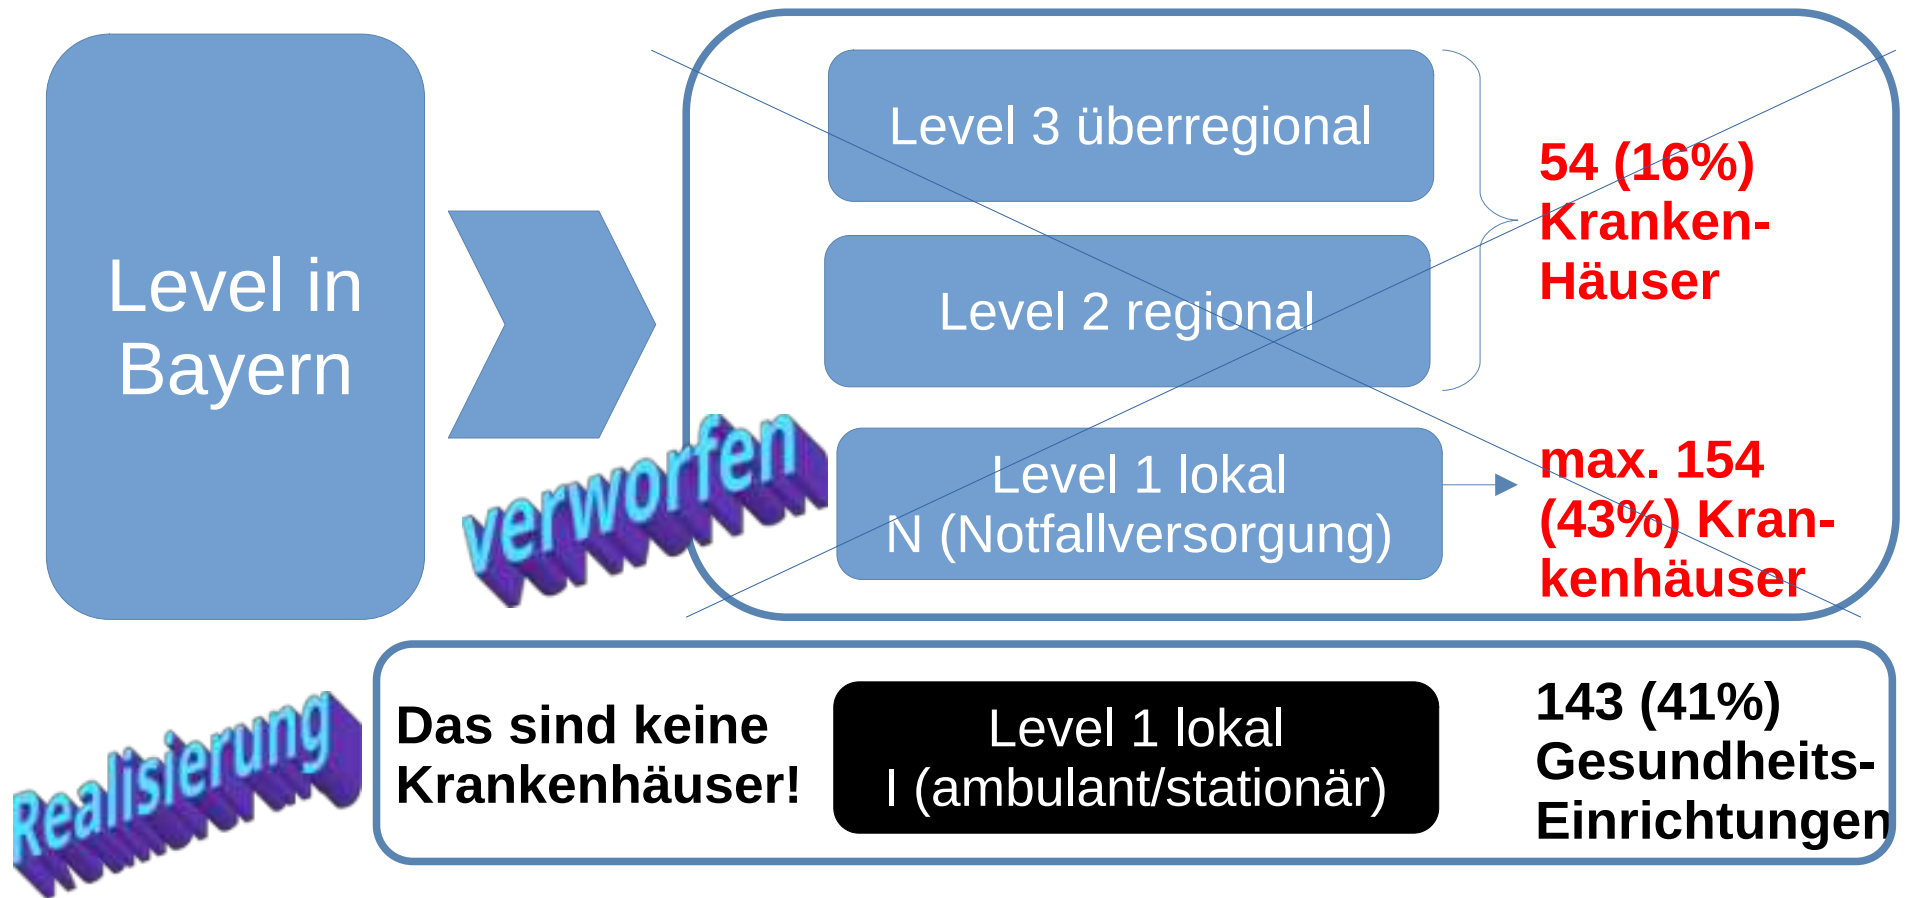 Level in
Bayern
Level 3 überregional
Level 2 regional
54 (16%)
Kranken-
Häuser
verworfen
Level 1 lokal
N (Notfallversorgung)
max. 154
(43%) Kran-
kenhäuser
Realisierung
Das sind keine
Krankenhäuser!
Level 1 lokal
I (ambulant/stationär)
143 (41%)
Gesundheits-
Einrichtungen